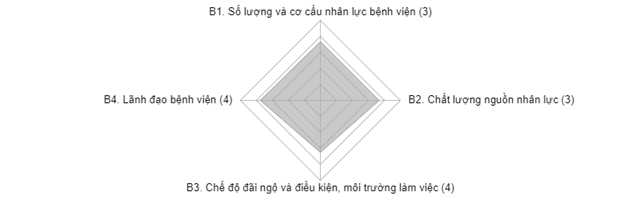 B1. Số lượng và cơ cấu nhân lực bệnh viện (3)
B4. Lãnh đạo bệnh viện (4)
B2. Chất lượng nguồn nhân lực (3)
B3. Chế độ đãi ngộ và điều kiện, môi trường làm việc (4)